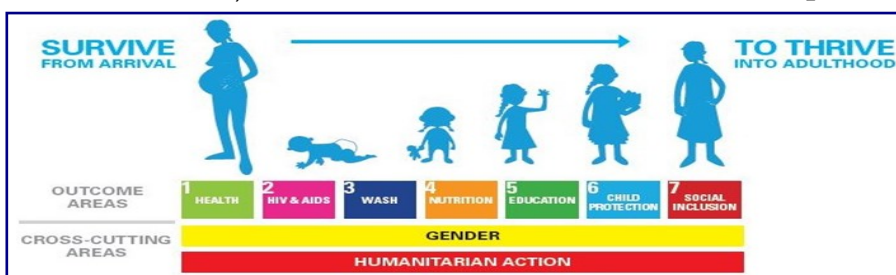 SURVIVE
FROM ARRIVAL
TO THRIVE
INTO ADULTHOOD
OUTCOME
AREAS
1
HEALTH
2
HIV & AIDS
3
WASH
4
NUTRITION
5
EDUCATION
6
CHILD
PROTECTION
7
SOCIAL
INCLUSION
CROSS-CUTTING
AREAS
GENDER
HUMANITARIAN ACTION